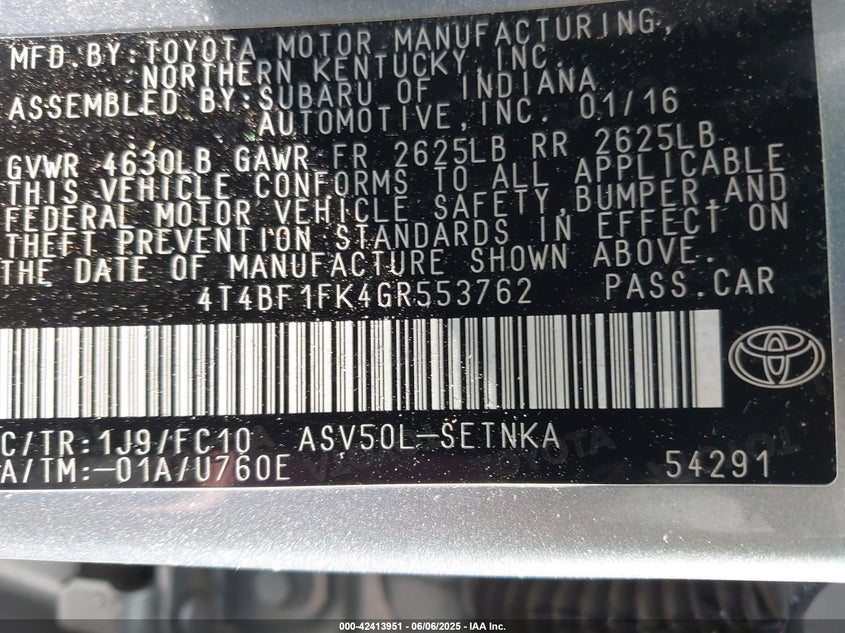 MFD.BY:TOYOTA MOTOR MANUFACTURING,
NORTHERN KENTUCKY,INC.
ASSEMBLED BY:SUBARU OF INDIANA
AUTOMOTIVE,INC. 01/16
GVWR 4630LB GAWR FR 2625LB RR 2625LB
THIS VEHICLE CONFORMS TO ALL APPLICABLE
FEDERAL MOTOR VEHICLE SAFETY,BUMPER,AND
THEFT PREVENTION STANDARDS IN EFFECT ON
THE DATE OF MANUFACTURE SHOWN ABOVE.
4T4BF1FK4GR553762 PASS.CAR
C/TR:1J9/FC10 ASV50L-SETNKA
A/TM:-01A/U760E 54291
000-42413951 - 06/06/2025 - IAA Inc.